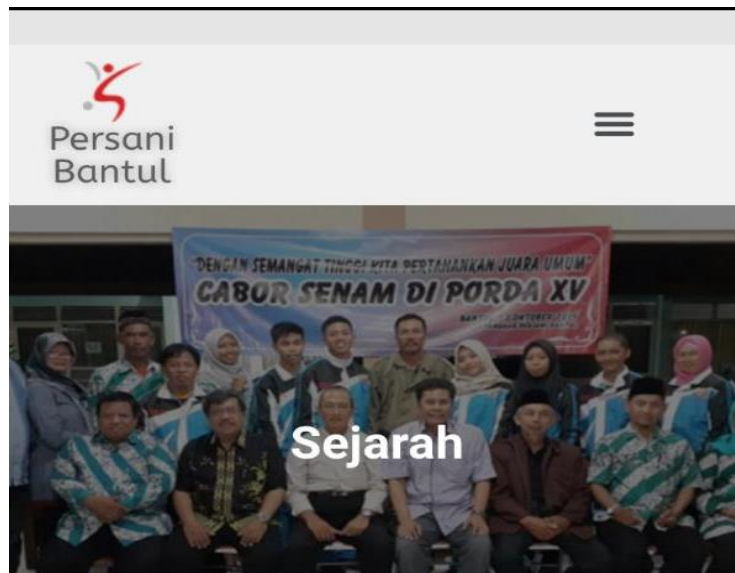 Persani
Bantul
"DENGAN SEMANGAT TINGGI KITA PERTAHANKAN JUARA UMUM"
CABOR SENAM DI PORDA XV
Sejarah